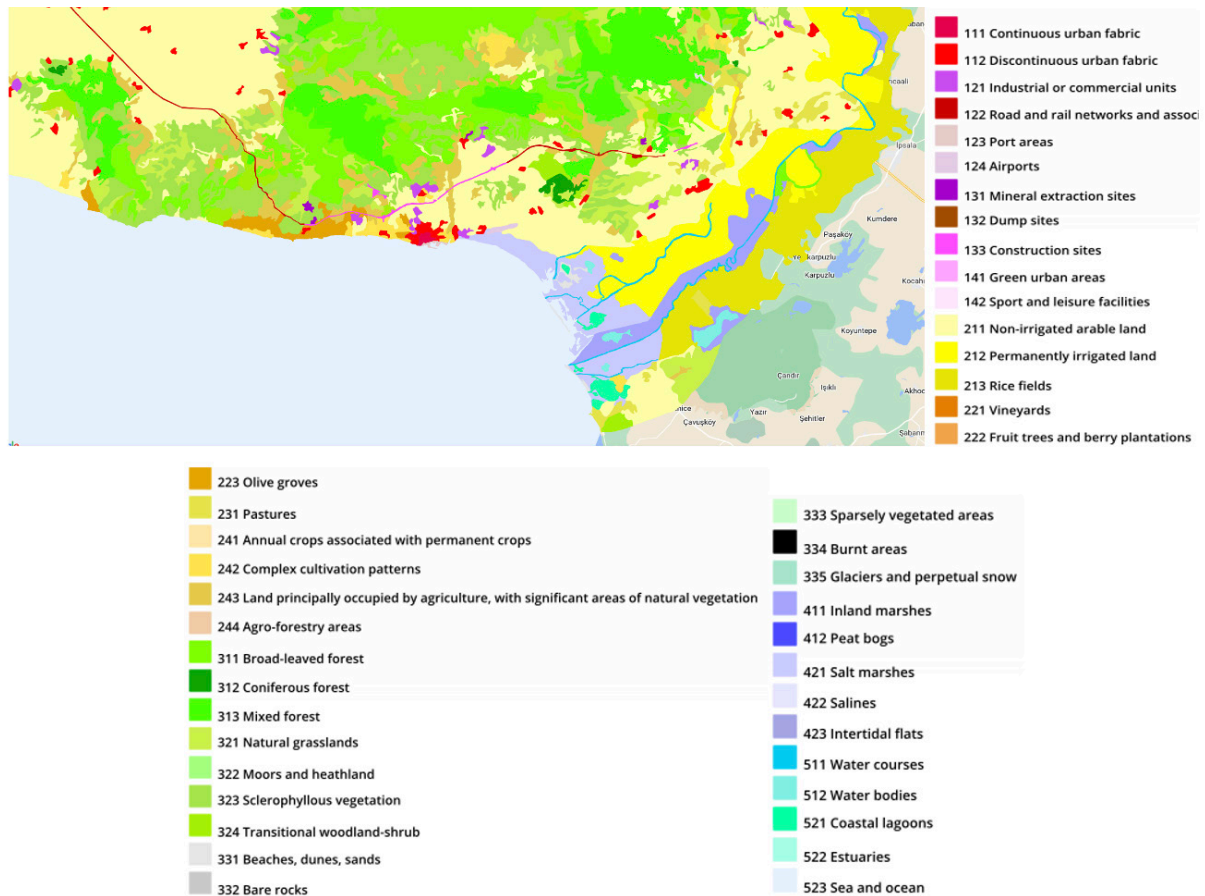 ncaali
Ipsala
Kumdere
Paşaköy
karpuzlu
Karpuzlu
Kocah
Koyuntepe
Çandır
Işıklı
Akhoc
nice
Yazır
Şehitler
Çavuşköy
Sabanır
111 Continuous urban fabric
112 Discontinuous urban fabric
121 Industrial or commercial units
122 Road and rail networks and associ
123 Port areas
124 Airports
131 Mineral extraction sites
132 Dump sites
133 Construction sites
141 Green urban areas
142 Sport and leisure facilities
211 Non-irrigated arable land
212 Permanently irrigated land
213 Rice fields
221 Vineyards
222 Fruit trees and berry plantations
223 Olive groves
231 Pastures
241 Annual crops associated with permanent crops
242 Complex cultivation patterns
243 Land principally occupied by agriculture, with significant areas of natural vegetation
244 Agro-forestry areas
311 Broad-leaved forest
312 Coniferous forest
313 Mixed forest
321 Natural grasslands
322 Moors and heathland
323 Sclerophyllous vegetation
324 Transitional woodland-shrub
331 Beaches, dunes, sands
332 Bare rocks
333 Sparsely vegetated areas
334 Burnt areas
335 Glaciers and perpetual snow
411 Inland marshes
412 Peat bogs
421 Salt marshes
422 Salines
423 Intertidal flats
511 Water courses
512 Water bodies
521 Coastal lagoons
522 Estuaries
523 Sea and ocean